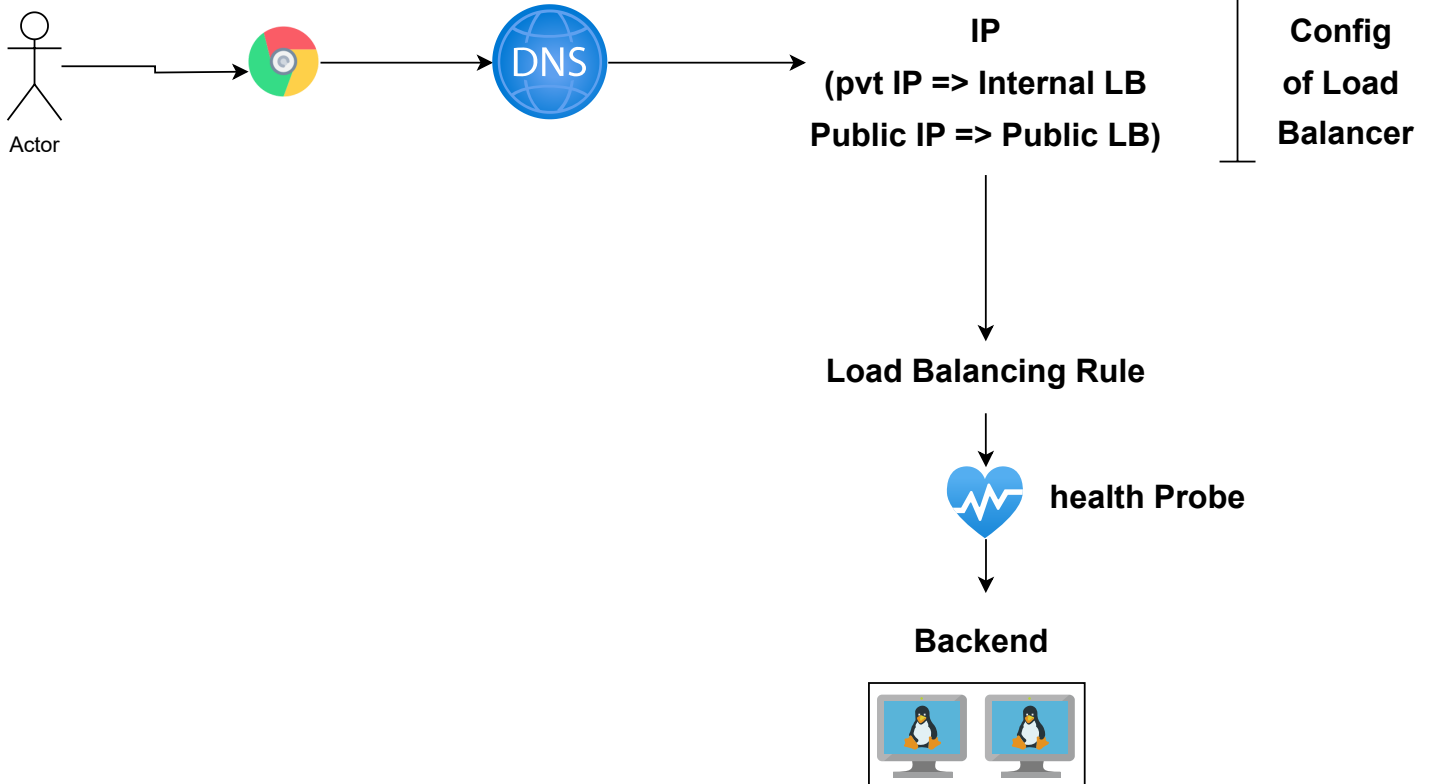 Actor
DNS
IP
(pvt IP => Internal LB
Public IP => Public LB)
Config
of Load
Balancer
Load Balancing Rule
health Probe
Backend